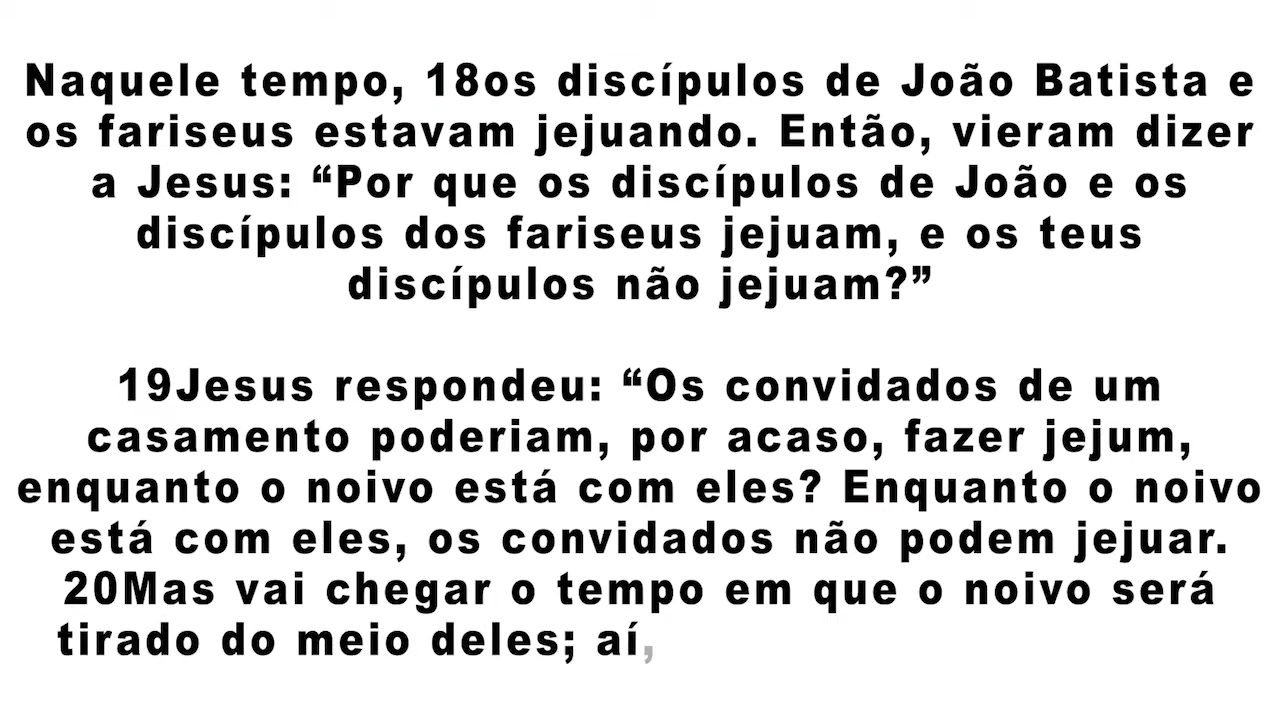 Naquele tempo, 18os discípulos de João Batista e
os fariseus estavam jejuando. Então, vieram dizer
a Jesus: “Por que os discípulos de João e os
discípulos dos fariseus jejuam, e os teus
discípulos não jejuam?”
19Jesus respondeu: “Os convidados de um
casamento poderiam, por acaso, fazer jejum,
enquanto o noivo está com eles? Enquanto o noivo
está com eles, os convidados não podem jejuar.
20Mas vai chegar o tempo em que o noivo será
tirado do meio deles; aí,